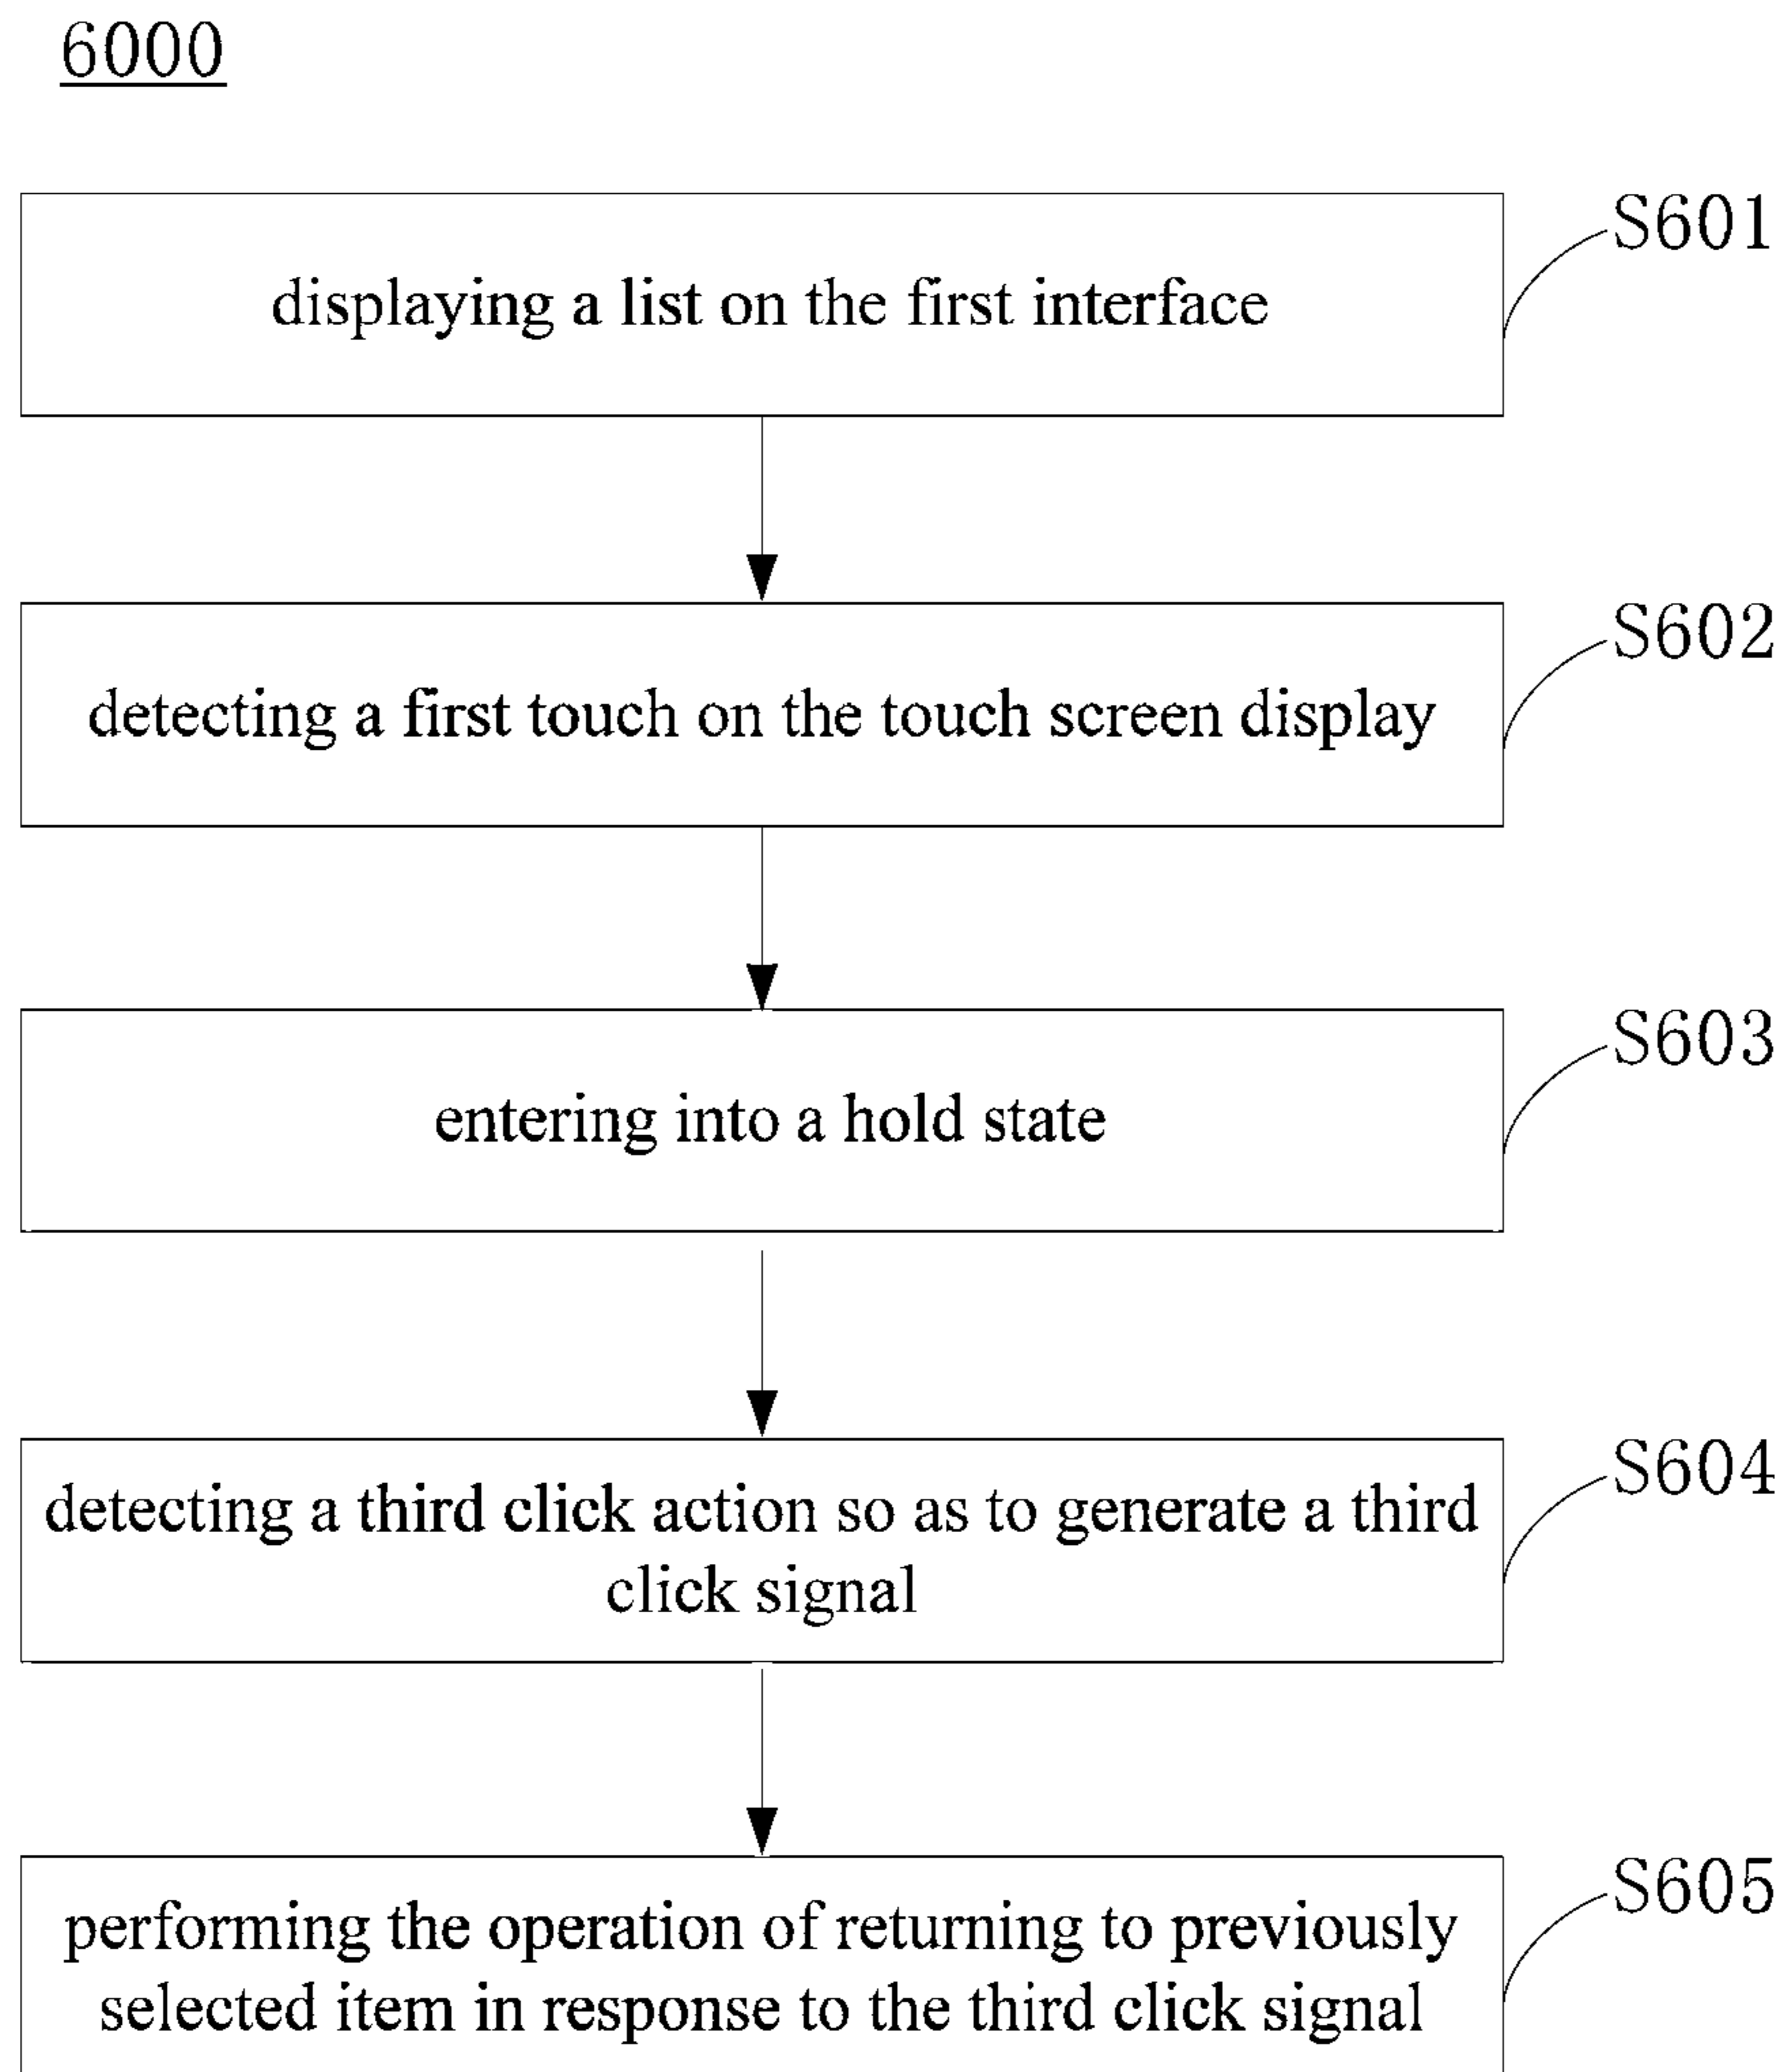 6000
S601
displaying a list on the first interface
S602
detecting a first touch on the touch screen display
S603
entering into a hold state
S604
detecting a third click action so as to generate a third
click signal
S605
performing the operation of returning to previously
selected item in response to the third click signal